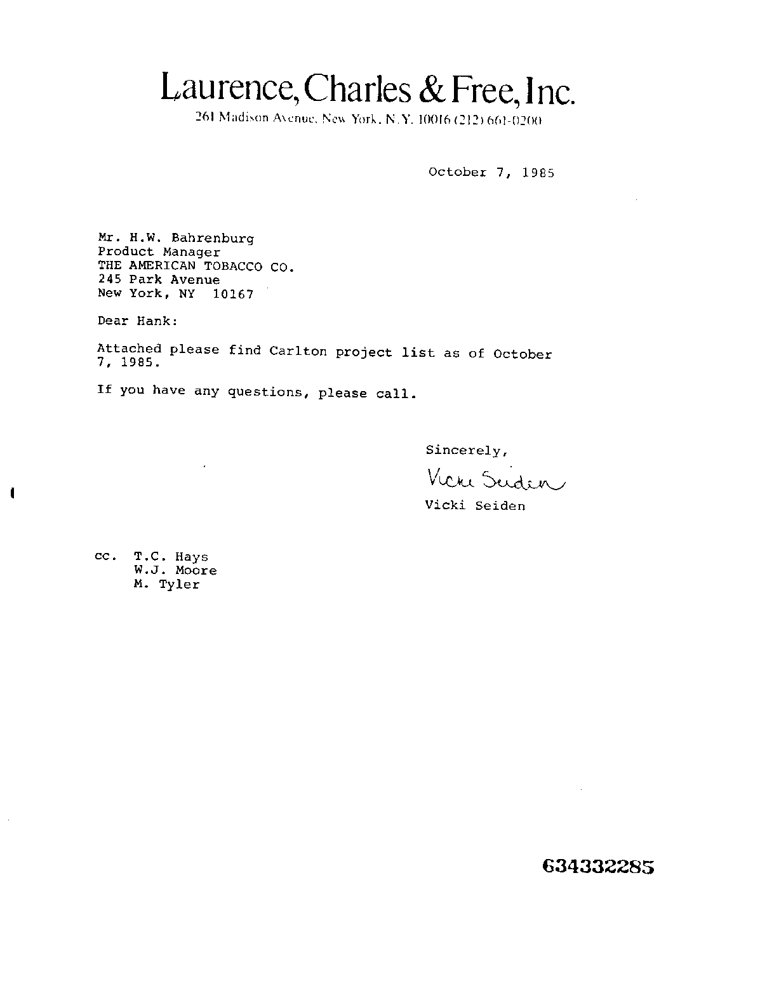 Laurence, Charles & Free, Inc.
261 Madison Avenue, New York, N.Y. 10016 (212) 661-0200
October 7, 1985
Mr. H.W. Bahrenburg
Product Manager
THE AMERICAN TOBACCO CO.
245 Park Avenue
New York, NY 10167
Dear Hank:
Attached please find Carlton project list as of October
7, 1985.
If you have any questions, please call.
Sincerely,
Vicki Seiden
Vicki Seiden
cc. T.C. Hays
W.J. Moore
M. Tyler
634332285